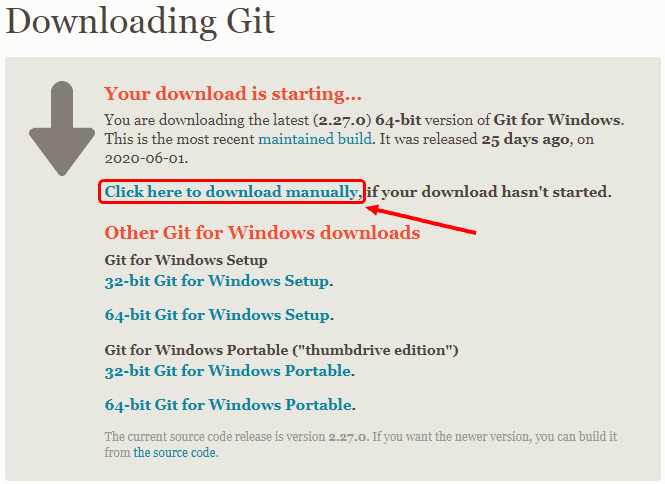 Downloading Git
Your download is starting...
You are downloading the latest (2.27.0) 64-bit version of Git for Windows.
This is the most recent maintained build. It was released 25 days ago, on
2020-06-01.
Click here to download manually, if your download hasn't started.
Other Git for Windows downloads
Git for Windows Setup
32-bit Git for Windows Setup.
64-bit Git for Windows Setup.
Git for Windows Portable ("thumbdrive edition")
32-bit Git for Windows Portable.
64-bit Git for Windows Portable.
The current source code release is version 2.27.0. If you want the newer version, you can build it
from the source code.